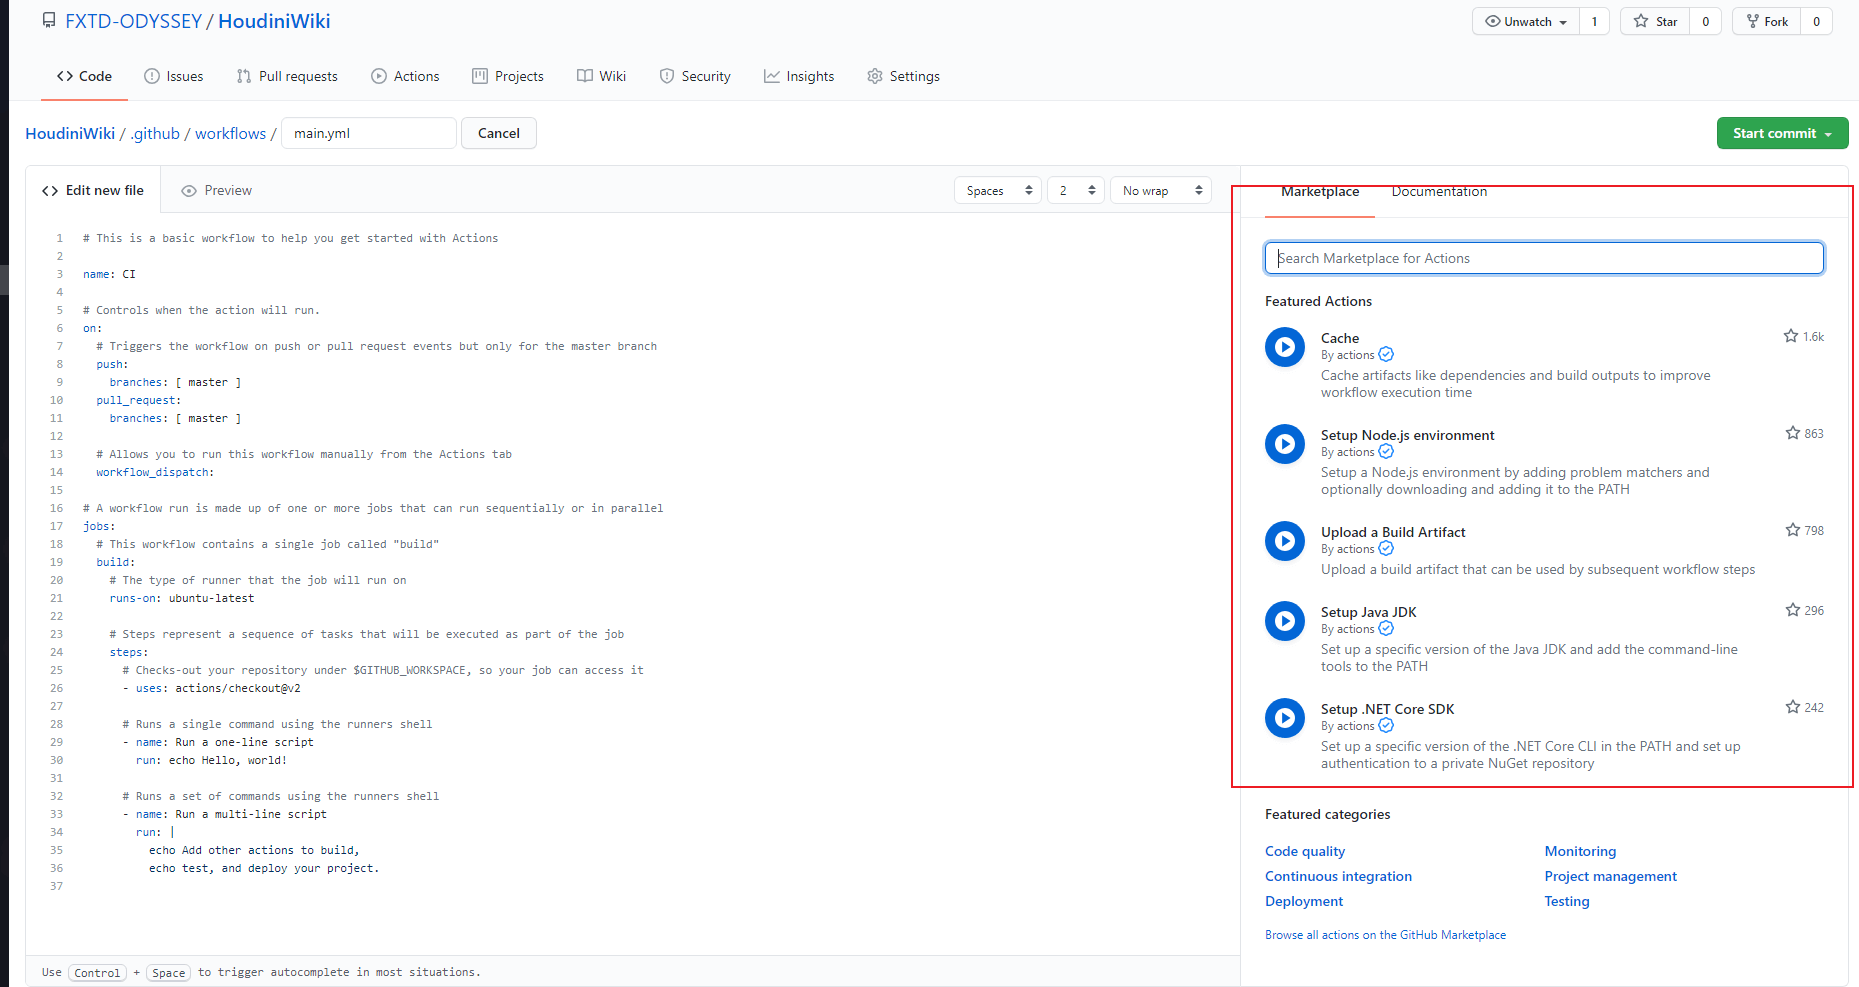 FXTD-ODYSSEY / HoudiniWiki
Unwatch 1 Star 0 Fork 0
Code Issues Pull requests Actions Projects Wiki Security Insights Settings
HoudiniWiki / .github / workflows / main.yml Cancel
Start commit
Edit new file Preview
Spaces 2 No wrap
1 # This is a basic workflow to help you get started with Actions
2
3 name: CI
4
5 # Controls when the action will run.
6 on:
7 # Triggers the workflow on push or pull request events but only for the master branch
8 push:
9 branches: [ master ]
10 pull_request:
11 branches: [ master ]
12
13 # Allows you to run this workflow manually from the Actions tab
14 workflow_dispatch:
15
16 # A workflow run is made up of one or more jobs that can run sequentially or in parallel
17 jobs:
18 # This workflow contains a single job called "build"
19 build:
20 # The type of runner that the job will run on
21 runs-on: ubuntu-latest
22
23 # Steps represent a sequence of tasks that will be executed as part of the job
24 steps:
25 # Checks-out your repository under $GITHUB_WORKSPACE, so your job can access it
26 - uses: actions/checkout@v2
27
28 # Runs a single command using the runners shell
29 - name: Run a one-line script
30 run: echo Hello, world!
31
32 # Runs a set of commands using the runners shell
33 - name: Run a multi-line script
34 run: |
35 echo Add other actions to build,
36 echo test, and deploy your project.
37
Use Control + Space to trigger autocomplete in most situations.
Marketplace Documentation
Search Marketplace for Actions
Featured Actions
Cache 1.6k
By actions
Cache artifacts like dependencies and build outputs to improve
workflow execution time
Setup Node.js environment 863
By actions
Setup a Node.js environment by adding problem matchers and
optionally downloading and adding it to the PATH
Upload a Build Artifact 798
By actions
Upload a build artifact that can be used by subsequent workflow steps
Setup Java JDK 296
By actions
Set up a specific version of the Java JDK and add the command-line
tools to the PATH
Setup .NET Core SDK 242
By actions
Set up a specific version of the .NET Core CLI in the PATH and set up
authentication to a private NuGet repository
Featured categories
Code quality Monitoring
Continuous integration Project management
Deployment Testing
Browse all actions on the GitHub Marketplace